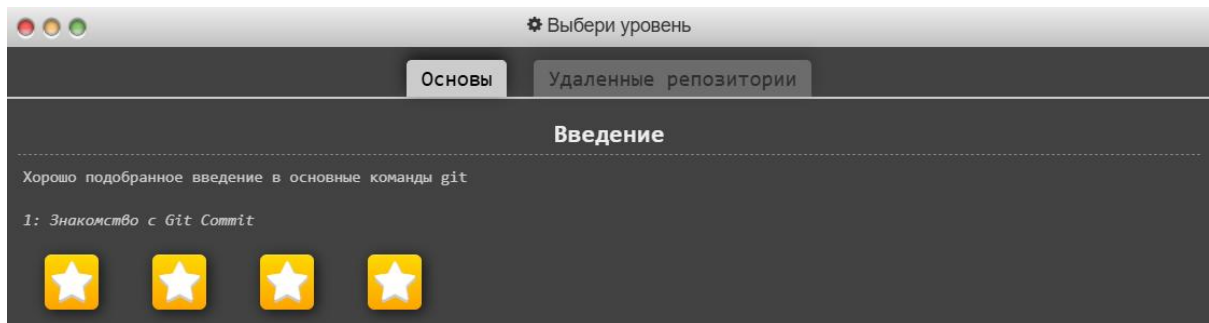 Выбери уровень
Основы
Удаленные репозитории
Введение
Хорошо подобранное введение в основные команды git
1: Знакомство с Git Commit